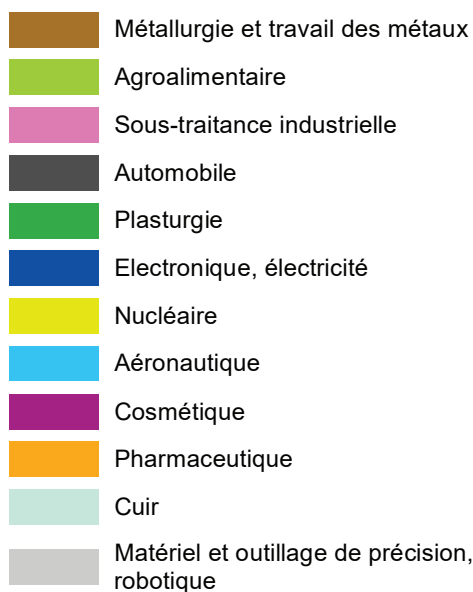 Métallurgie et travail des métaux
Agroalimentaire
Sous-traitance industrielle
Automobile
Plasturgie
Electronique, électricité
Nucléaire
Aéronautique
Cosmétique
Pharmaceutique
Cuir
Matériel et outillage de précision,
robotique